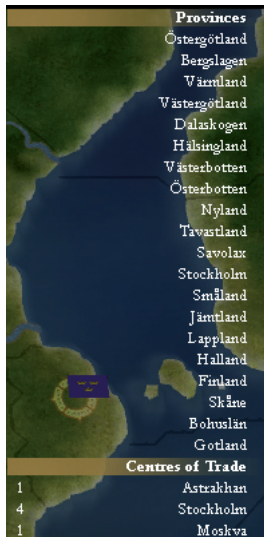 Provinces
Östergötland
Bergslagen
Värmland
Västergötland
Dalaskogen
Hälsingland
Västerbotten
Österbotten
Nyland
Tavastland
Savolax
Stockholm
Småland
Jämtland
Lappland
Halland
Finland
Skåne
Bohuslän
Gotland
Centres of Trade
1 Astrakhan
4 Stockholm
1 Moskva